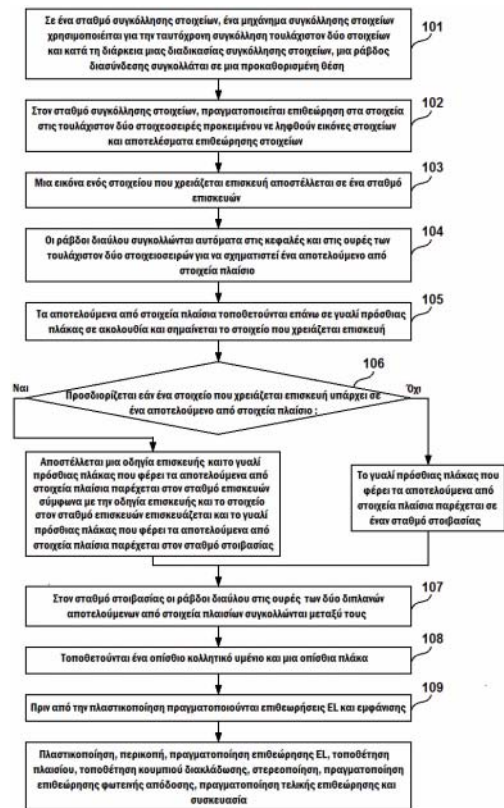 Σε ένα σταθμό συγκόλλησης στοιχείων, ένα μηχάνημα συγκόλλησης στοιχείων
χρησιμοποιείται για την ταυτόχρονη συγκόλληση τουλάχιστον δύο στοιχείων
και κατά τη διάρκεια μιας διαδικασίας συγκόλλησης στοιχείων, μια ράβδος
διασύνδεσης συγκολλάται σε μια προκαθορισμένη θέση
101
Στον σταθμό συγκόλλησης στοιχείων, πραγματοποιείται επιθεώρηση στα στοιχεία
στις τουλάχιστον δύο στοιχεοσειρές προκειμένου νε ληφθούν εικόνες στοιχείων
και αποτελέσματα επιθεώρησης στοιχείων
102
Μια εικόνα ενός στοιχείου που χρειάζεται επισκευή αποστέλλεται σε ένα σταθμό
επισκευών
103
Οι ράβδοι διαύλου συγκολλώνται αυτόματα στις κεφαλές και στις ουρές των
τουλάχιστον δύο στοιχειοσειρών για να σχηματιστεί ένα αποτελούμενο από
στοιχεία πλαίσιο
104
Τα αποτελούμενα από στοιχεία πλαίσια τοποθετούνται επάνω σε γυαλί πρόσθιας
πλάκας σε ακολουθία και σημαίνεται το στοιχείο που χρειάζεται επισκευή
105
106
Ναι
Όχι
Προσδιορίζεται εάν ένα στοιχείο που χρειάζεται επισκευή υπάρχει σε
ένα αποτελούμενο από στοιχεία πλαίσιο ;
Αποστέλλεται μια οδηγία επισκευής και το γυαλί
πρόσθιας πλάκας που φέρει τα αποτελούμενα από
στοιχεία πλαίσια παρέχεται στον σταθμό επισκευών
σύμφωνα με την οδηγία επισκευής και το στοιχείο
στον σταθμό επισκευών επισκευάζεται και το γυαλί
πρόσθιας πλάκας που φέρει τα αποτελούμενα από
στοιχεία πλαίσια παρέχεται στον σταθμό στοιβασίας
Το γυαλί πρόσθιας πλάκας που
φέρει τα αποτελούμενα από
στοιχεία πλαίσια παρέχεται σε
έναν σταθμό στοιβασίας
Στον σταθμό στοιβασίας οι ράβδοι διαύλου στις ουρές των δύο διπλανών
αποτελούμενων από στοιχεία πλαισίων συγκολλώνται μεταξύ τους
107
Τοποθετούνται ένα οπίσθιο κολλητικό υμένιο και μια οπίσθια πλάκα
108
Πριν από την πλαστικοποίηση πραγματοποιούνται επιθεωρήσεις EL και εμφάνισης
109
Πλαστικοποίηση, περικοπή, πραγματοποίηση επιθεώρησης EL, τοποθέτηση
πλαισίου, τοποθέτηση κουμπιού διακλάδωσης, στερεοποίηση, πραγματοποίηση
επιθεώρησης φωτεινής απόδοσης, πραγματοποίηση τελικής επιθεώρησης και
συσκευασία